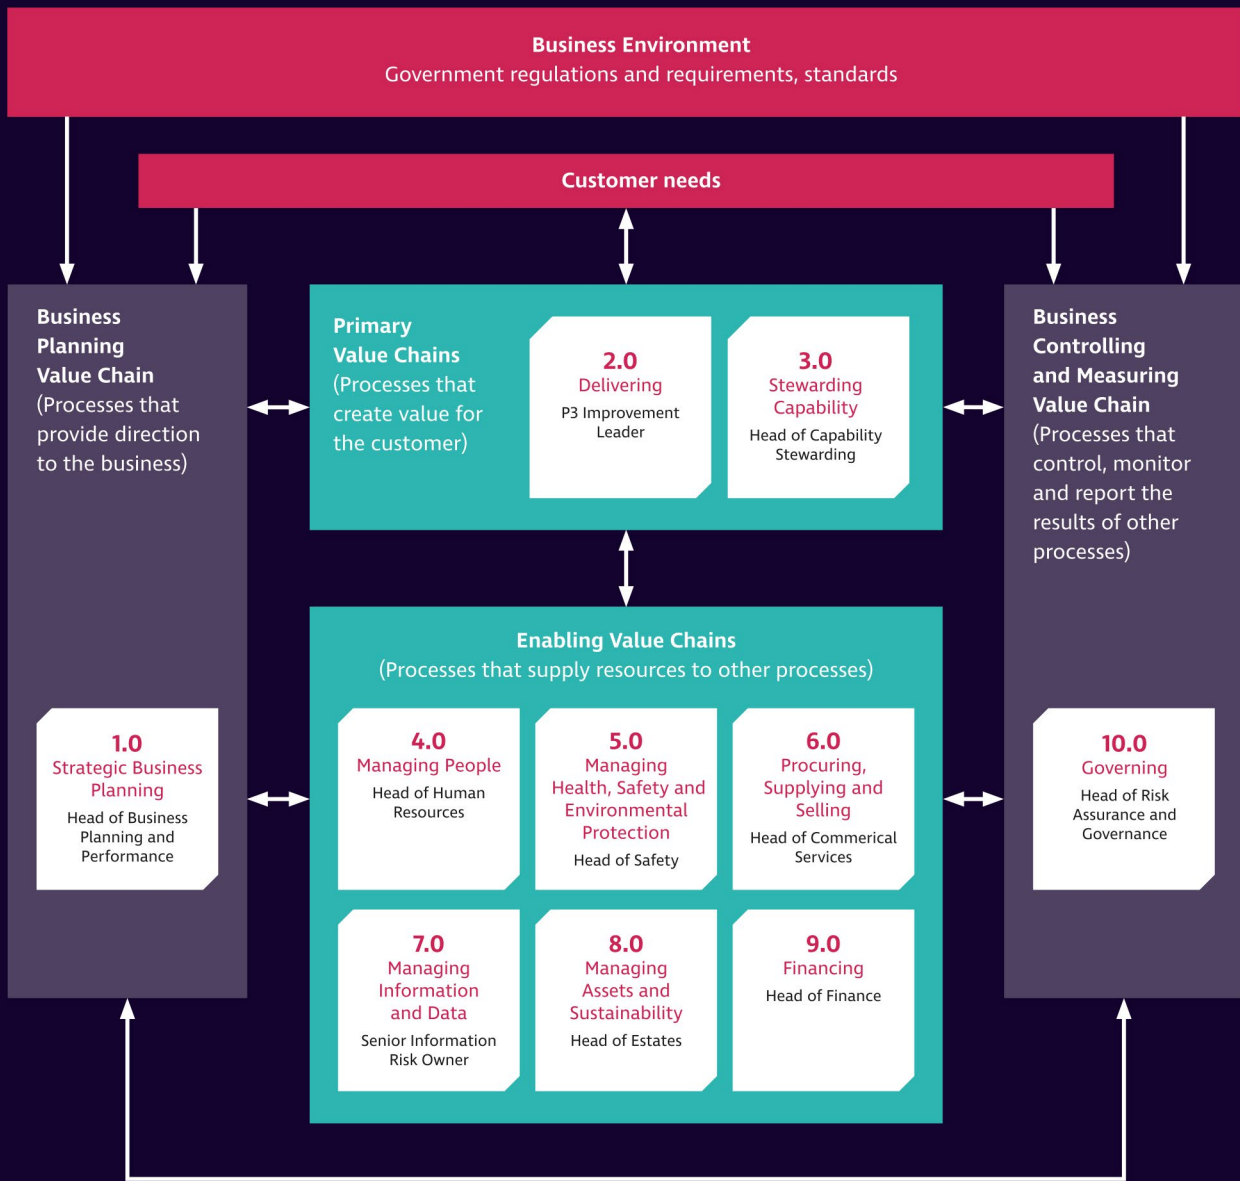 Business Environment
Government regulations and requirements, standards
Customer needs
Business
Planning
Value Chain
(Processes that
provide direction
to the business)
1.0
Strategic Business
Planning
Head of Business
Planning and
Performance
Primary
Value Chains
(Processes that
create value for
the customer)
2.0
Delivering
P3 Improvement
Leader
3.0
Stewarding
Capability
Head of Capability
Stewarding
Enabling Value Chains
(Processes that supply resources to other processes)
4.0
Managing People
Head of Human
Resources
5.0
Managing
Health, Safety and
Environmental
Protection
Head of Safety
6.0
Procuring,
Supplying and
Selling
Head of Commerical
Services
7.0
Managing
Information
and Data
Senior Information
Risk Owner
8.0
Managing
Assets and
Sustainability
Head of Estates
9.0
Financing
Head of Finance
Business
Controlling
and Measuring
Value Chain
(Processes that
control, monitor
and report the
results of other
processes)
10.0
Governing
Head of Risk
Assurance and
Governance